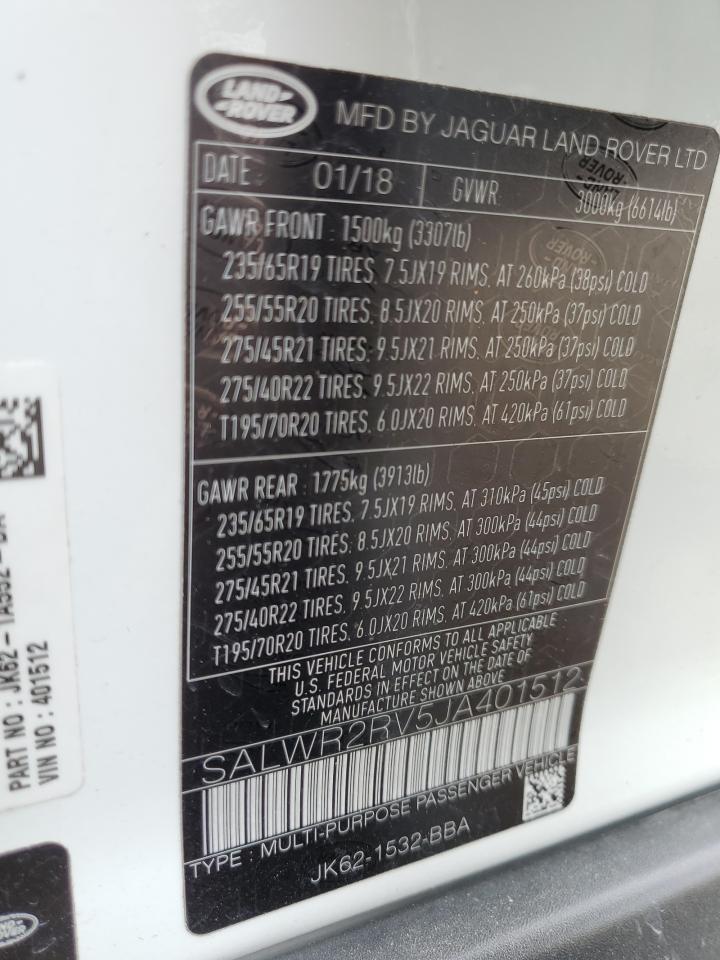 LAND-
-ROVER
MFD BY JAGUAR LAND ROVER LTD
DATE : 01/18 GVWR : 3000kg (6614lb)
GAWR FRONT : 1500kg (3307lb)
235/65R19 TIRES, 7.5JX19 RIMS, AT 260kPa (38psi) COLD
255/55R20 TIRES, 8.5JX20 RIMS, AT 250kPa (37psi) COLD
275/45R21 TIRES, 9.5JX21 RIMS, AT 250kPa (37psi) COLD
275/40R22 TIRES, 9.5JX22 RIMS, AT 250kPa (37psi) COLD
T195/70R20 TIRES, 6.0JX20 RIMS, AT 420kPa (61psi) COLD
GAWR REAR : 1775kg (3913lb)
235/65R19 TIRES, 7.5JX19 RIMS, AT 310kPa (45psi) COLD
255/55R20 TIRES, 8.5JX20 RIMS, AT 300kPa (44psi) COLD
275/45R21 TIRES, 9.5JX21 RIMS, AT 300kPa (44psi) COLD
275/40R22 TIRES, 9.5JX22 RIMS, AT 300kPa (44psi) COLD
T195/70R20 TIRES, 6.0JX20 RIMS, AT 420kPa (61psi) COLD
THIS VEHICLE CONFORMS TO ALL APPLICABLE
U.S. FEDERAL MOTOR VEHICLE SAFETY
STANDARDS IN EFFECT ON THE DATE OF
MANUFACTURE SHOWN ABOVE
SALWR2RV5JA401512
TYPE : MULTI-PURPOSE PASSENGER VEHICLE
JK62-1532-BBA
PART NO : JK62-1A552-BA
VIN NO : 401512
LAND-
-ROVER